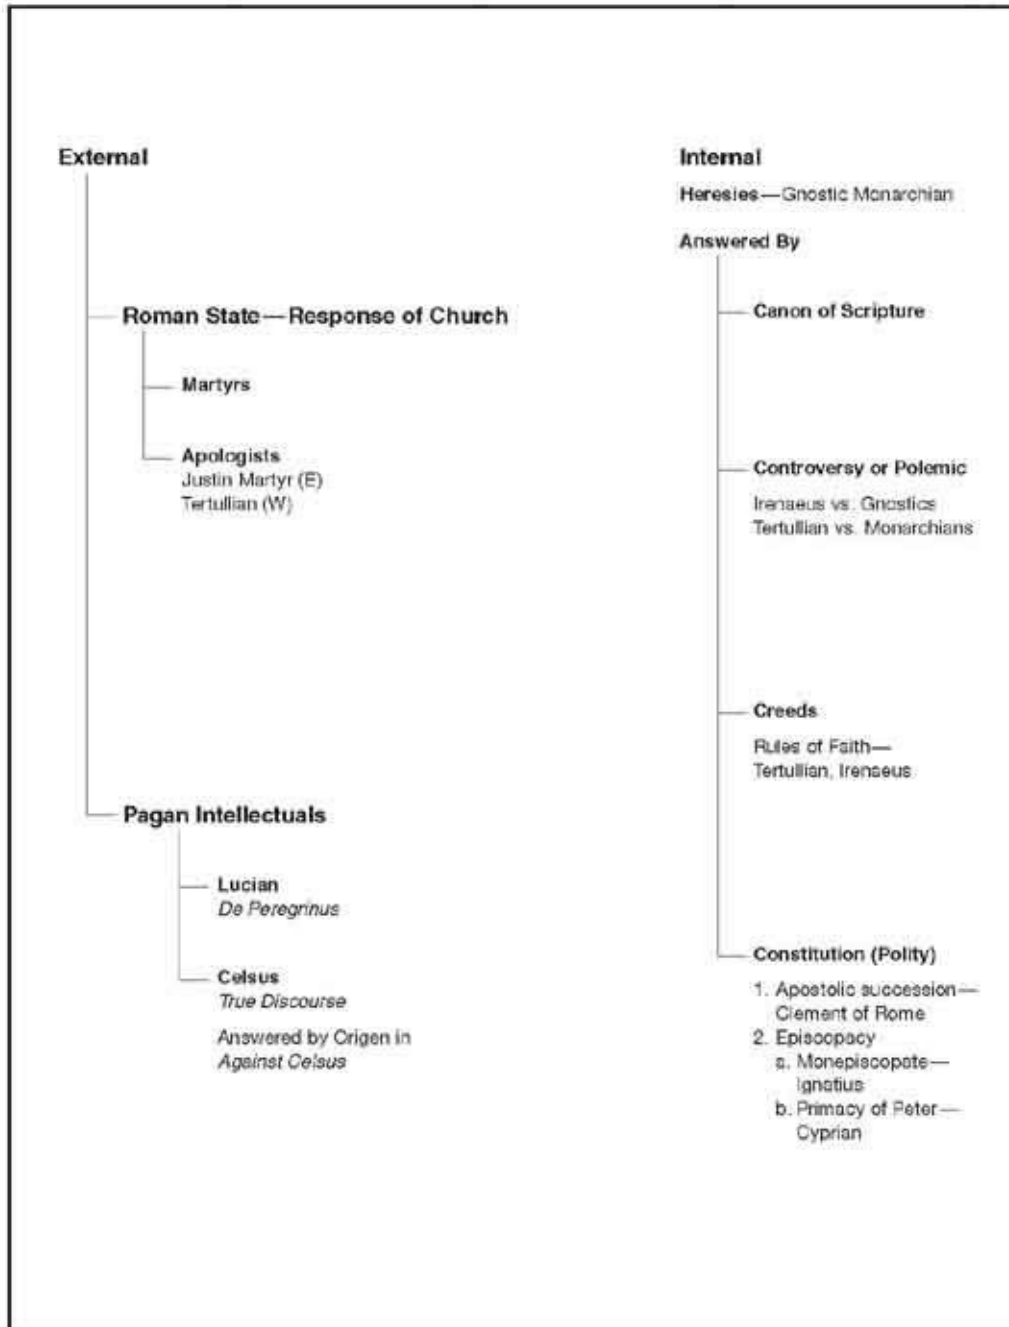 External
Roman State—Response of Church
Martyrs
Apologists
Justin Martyr (E)
Tertullian (W)
Pagan Intellectuals
Lucian
De Peregrinus
Celsus
True Discourse
Answered by Origen in
Against Celsus
Internal
Heresies—Gnostic Monarchian
Answered By
Canon of Scripture
Controversy or Polemic
Irenaeus vs. Gnostics
Tertullian vs. Monarchians
Creeds
Rules of Faith—
Tertullian, Irenaeus
Constitution (Polity)
1. Apostolic succession—
Clement of Rome
2. Episcopacy
a. Monepiscopate—
Ignatius
b. Primacy of Peter—
Cyprian